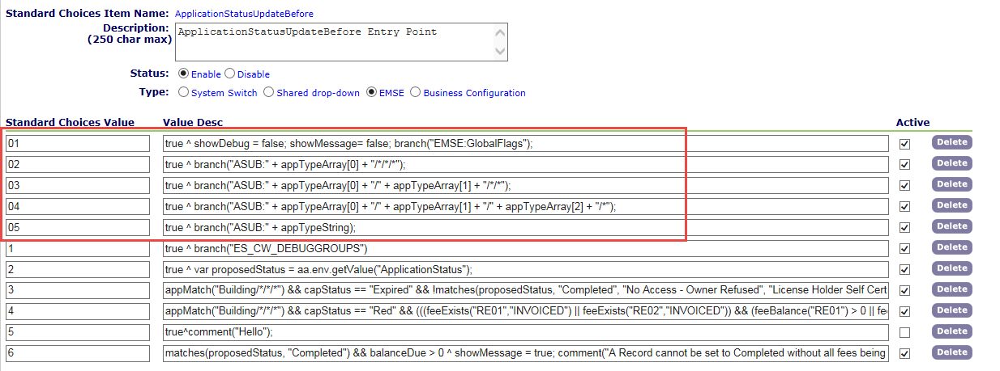 Standard Choices Item Name: ApplicationStatusUpdateBefore
Description: ApplicationStatusUpdateBefore Entry Point
(250 char max)
Status: Enable Disable
Type: System Switch Shared drop-down EMSE Business Configuration
Standard Choices Value Value Desc Active
01 true ^ showDebug = false; showMessage= false; branch("EMSE:GlobalFlags"); Delete
02 true ^ branch("ASUB:" + appTypeArray[0] + "/*/*/*"); Delete
03 true ^ branch("ASUB:" + appTypeArray[0] + "/" + appTypeArray[1] + "/*/*"); Delete
04 true ^ branch("ASUB:" + appTypeArray[0] + "/" + appTypeArray[1] + "/" + appTypeArray[2] + "/*"); Delete
05 true ^ branch("ASUB:" + appTypeString); Delete
1 true ^ branch("ES_CW_DEBUGGROUPS") Delete
2 true ^ var proposedStatus = aa.env.getValue("ApplicationStatus"); Delete
3 appMatch("Building/*/*/*") && capStatus == "Expired" && !matches(proposedStatus, "Completed", "No Access - Owner Refused", "License Holder Self Cert Delete
4 appMatch("Building/*/*/*") && capStatus == "Red" && (((feeExists("RE01","INVOICED") || feeExists("RE02","INVOICED")) && (feeBalance("RE01") > 0 || fe Delete
5 true^comment("Hello"); Delete
6 matches(proposedStatus, "Completed") && balanceDue > 0 ^ showMessage = true; comment("A Record cannot be set to Completed without all fees being Delete